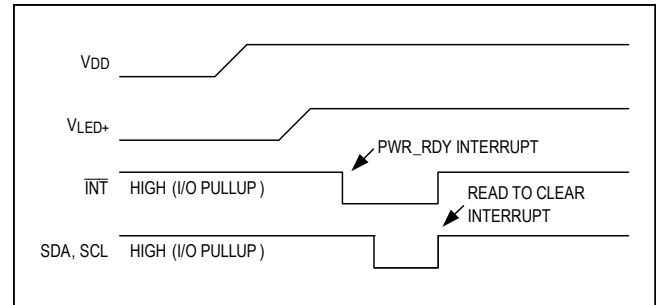 VDD
VLED+
PWR_RDY INTERRUPT
INT HIGH (I/O PULLUP)
READ TO CLEAR
INTERRUPT
SDA, SCL HIGH (I/O PULLUP)